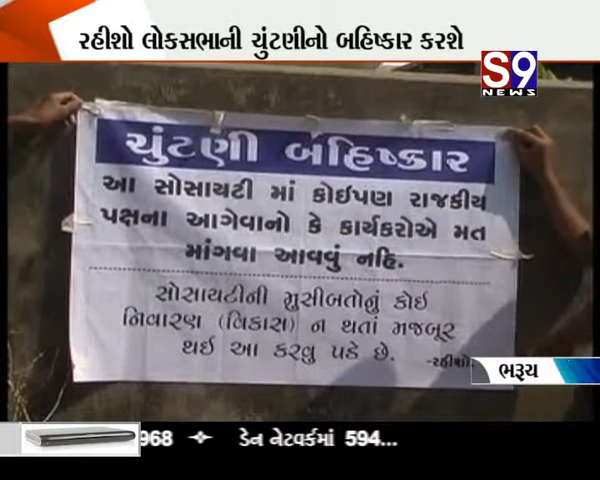 રહીશો લોકસભાની ચુંટણીનો બહિષ્કાર કરશે
S9
NEWS
ચુંટણી બહિષ્કાર
આ સોસાયટી માં કોઈપણ રાજકીય
પક્ષના આગેવાનો કે કાર્યકરોએ મત
માંગવા આવવું નહિ.
સોસાયટીની મુસીબતોનું કોઈ
નિવારણ (વિકાસ) ન થતાં મજબૂર
થઈ આ કરવુ પડે છે.
-રહીશો.
ભરૂચ
968 ડેન નેટવર્કમાં 594...